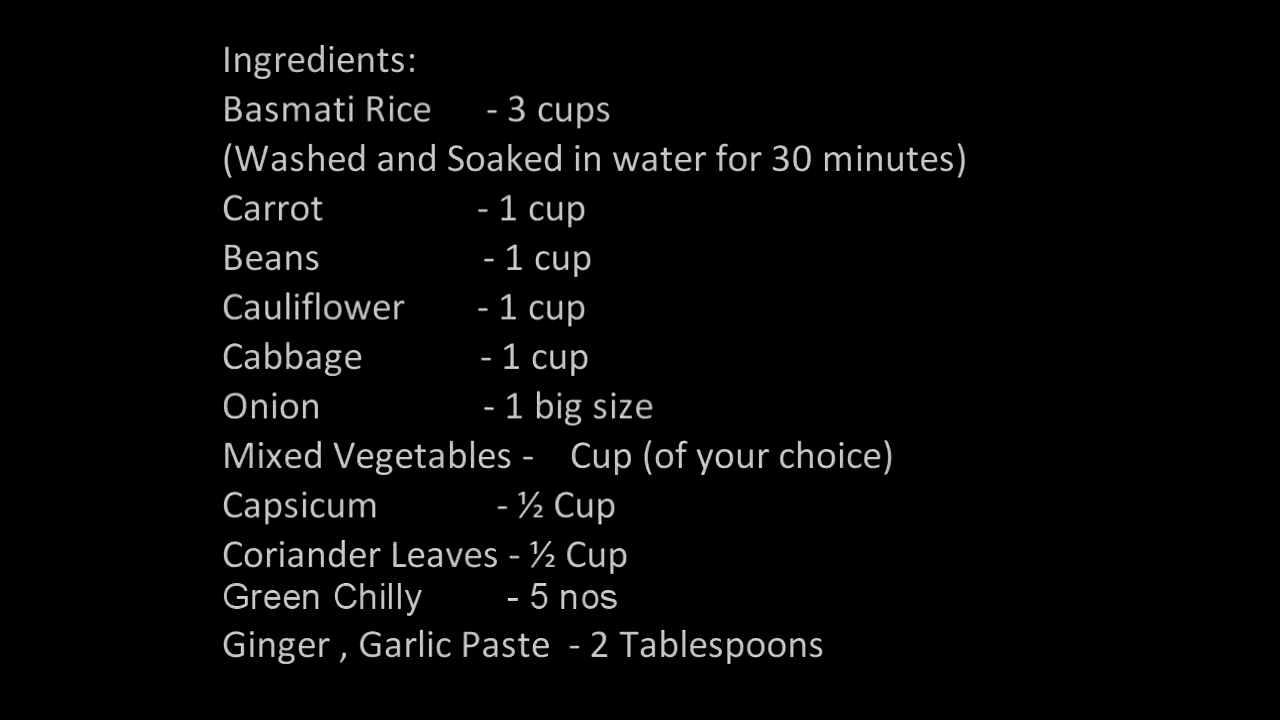 Ingredients:
Basmati Rice - 3 cups
(Washed and Soaked in water for 30 minutes)
Carrot - 1 cup
Beans - 1 cup
Cauliflower - 1 cup
Cabbage - 1 cup
Onion - 1 big size
Mixed Vegetables - Cup (of your choice)
Capsicum - ½ Cup
Coriander Leaves - ½ Cup
Green Chilly - 5 nos
Ginger , Garlic Paste - 2 Tablespoons